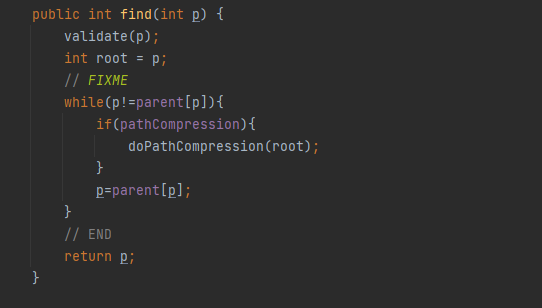 public int find(int p) {
validate(p);
int root = p;
// FIXME
while(p!=parent[p]){
if(pathCompression){
doPathCompression(root);
}
p=parent[p];
}
// END
return p;
}